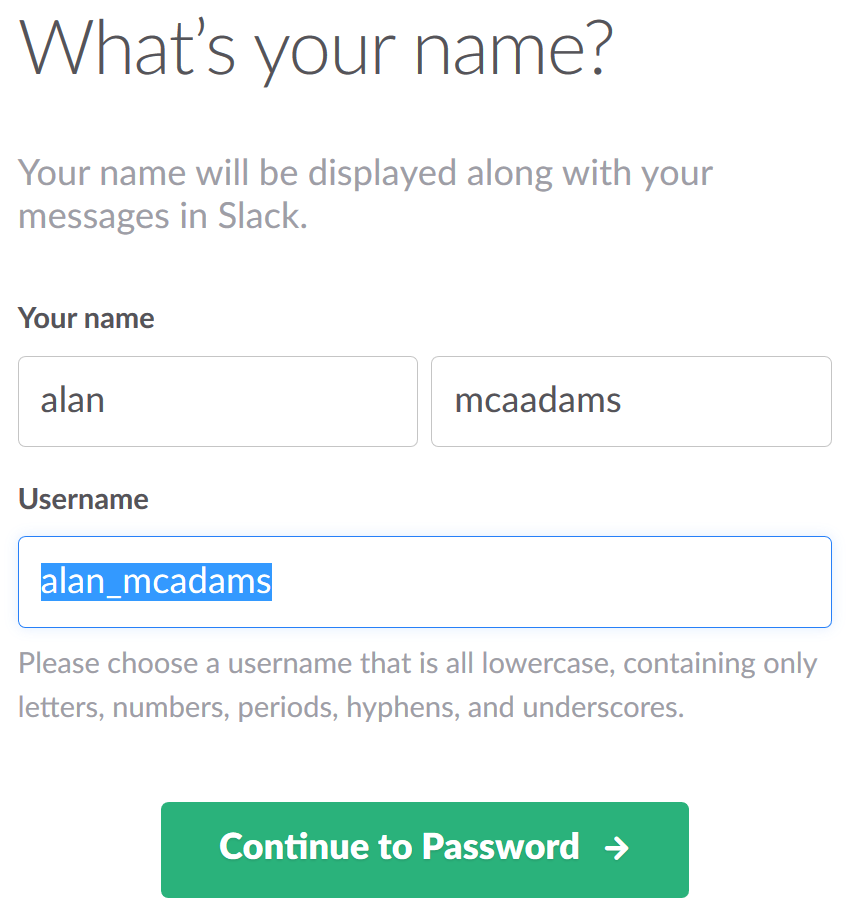 What’s your name?
Your name will be displayed along with your
messages in Slack.
Your name
alan mcaadams
Username
alan_mcadams
Please choose a username that is all lowercase, containing only
letters, numbers, periods, hyphens, and underscores.
Continue to Password →